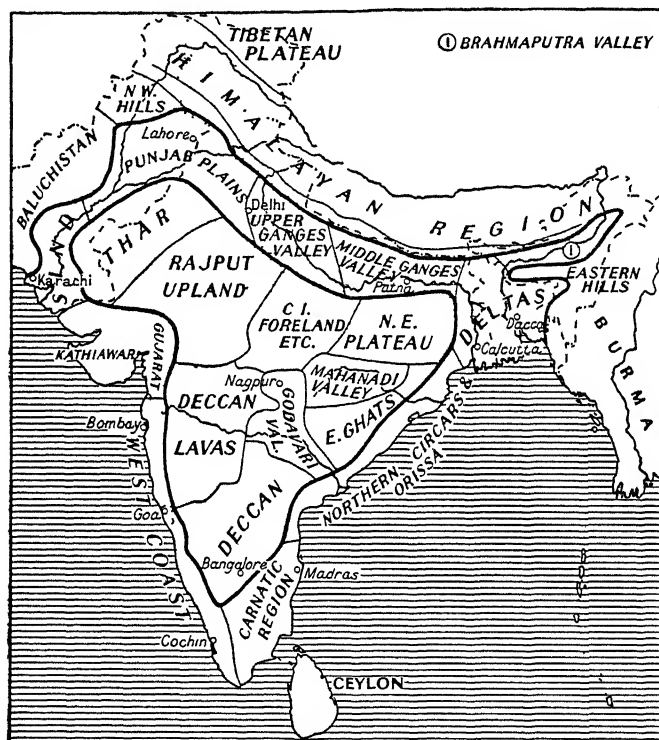 TIBETAN
PLATEAU
① BRAHMAPUTRA VALLEY
N.W.
HILLS
HIMALAYAN REGION
Lahore
BALUCHISTAN
PUNJAB PLAINS
INDUS
THAR
Delhi
UPPER
GANGES
VALLEY
MIDDLE GANGES
VALLEY
Patna
①
EASTERN
HILLS
Karachi
RAJPUT
UPLAND
C I.
FORELAND
ETC.
N.E.
PLATEAU
DELTAS
Dacca
Calcutta
BURMA
KATHIAWAR
GUJARAT
Nagpur
MAHANADI
VALLEY
DECCAN
LAVAS
GODAVARI
VAL.
E.GHATS
Bombay
NORTHERN CIRCARS &
ORISSA
WEST COAST
Goa
DECCAN
Bangalore
Madras
CARNATIC
REGION
Cochin
CEYLON